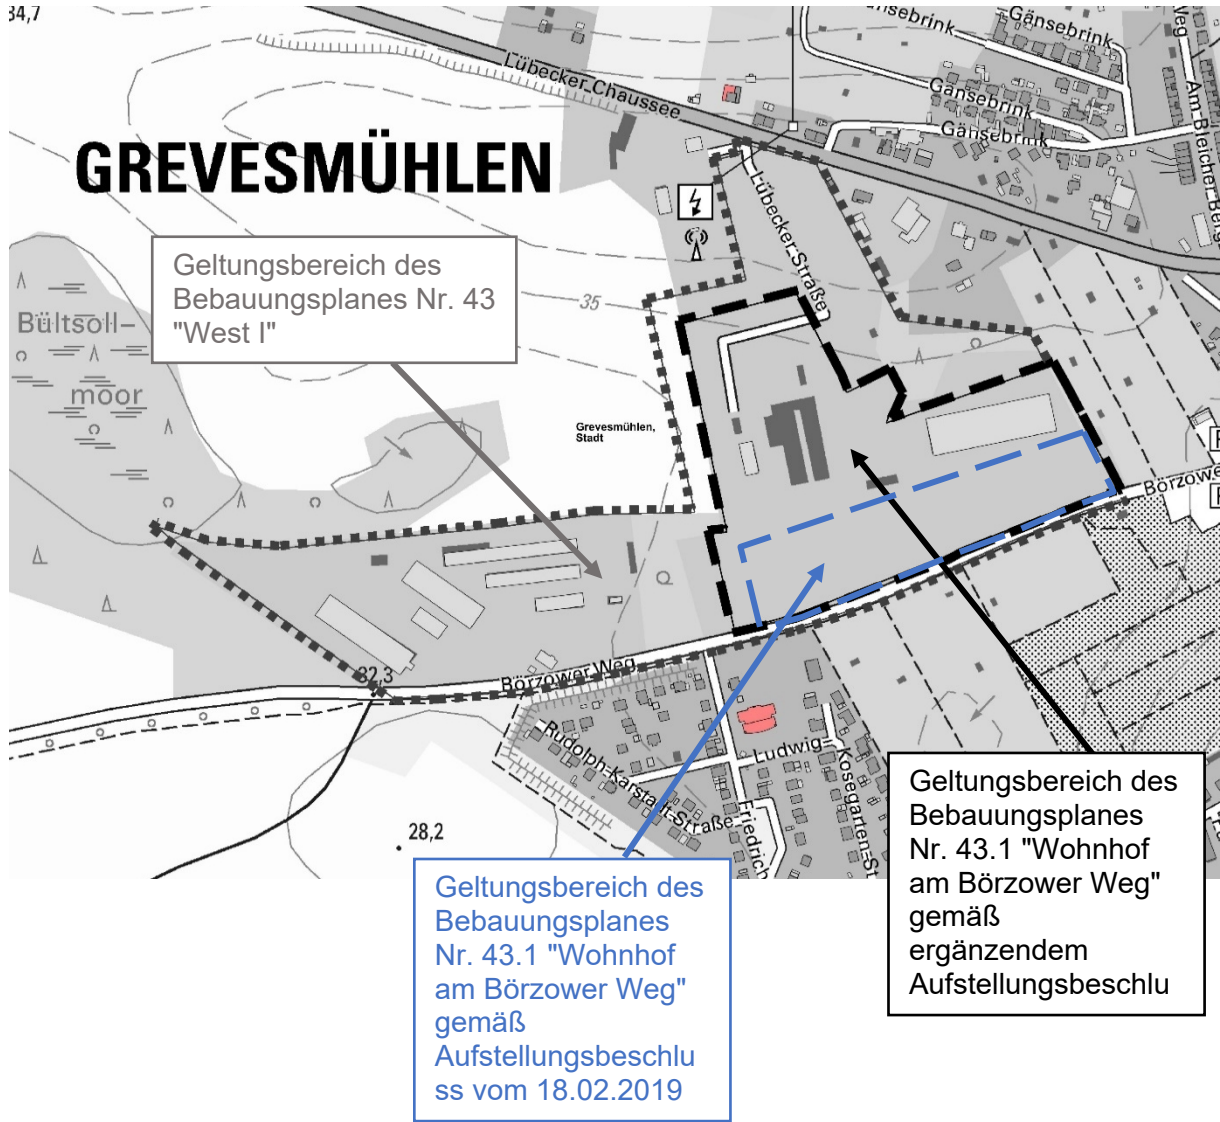 34,7
Gänsebrink
Gänsebrink
Lübecker Chaussee
Gänsebrink
Gänsebrink
Weg
Am Bleicher Berg
GREVESMÜHLEN
Lübecker Straße
Geltungsbereich des
Bebauungsplanes Nr. 43
"West I"
35
Bültsoll-
moor
Grevesmühlen,
Stadt
Börzowe
Börzower Weg
32,3
Rudolph-Karstadt-Straße
Ludwig
Kosegarten-St
Friedrich
28,2
Geltungsbereich des
Bebauungsplanes
Nr. 43.1 "Wohnhof
am Börzower Weg"
gemäß
ergänzendem
Aufstellungsbeschlu
Geltungsbereich des
Bebauungsplanes
Nr. 43.1 "Wohnhof
am Börzower Weg"
gemäß
Aufstellungsbeschlu
ss vom 18.02.2019